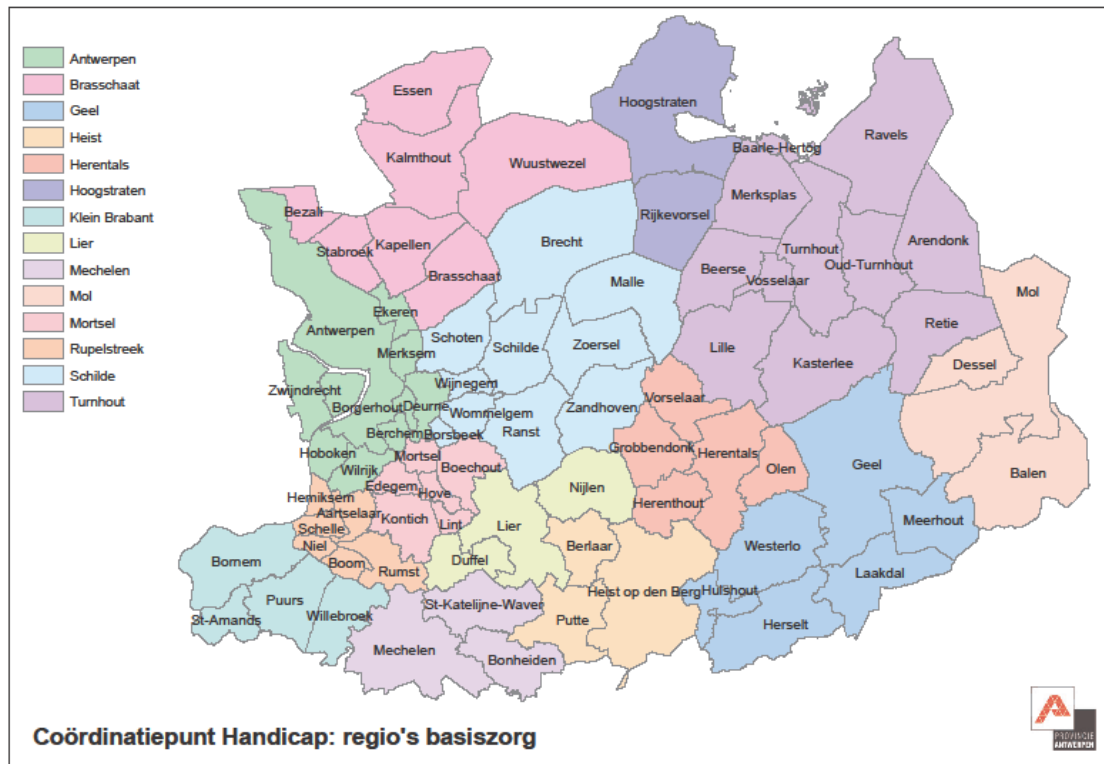 Antwerpen
Brasschaat
Geel
Heist
Herentals
Hoogstraten
Klein Brabant
Lier
Mechelen
Mol
Mortsel
Rupelstreek
Schilde
Turnhout
Essen
Hoogstraten
Ravels
Kalmthout
Wuustwezel
Baarle-Hertog
Merksplas
Bezali
Rijkevorsel
Arendonk
Stabroek
Kapellen
Brecht
Turnhout
Oud-Turnhout
Brasschaat
Malle
Beerse
Vosselaar
Mol
Ekeren
Antwerpen
Schoten
Schilde
Zoersel
Retie
Merksem
Lille
Kasterlee
Dessel
Zwijndrecht
Wijnegem
Borgerhout
Deurne
Wommelgem
Zandhoven
Vorselaar
Berchem
Borsbeek
Ranst
Hoboken
Mortsel
Grobbendonk
Herentals
Wilrijk
Boechout
Olen
Geel
Balen
Edegem
Hove
Nijlen
Hemiksem
Herenthout
Aartselaar
Kontich
Lint
Lier
Meerhout
Schelle
Niel
Westerlo
Berlaar
Bornem
Boom
Rumst
Duffel
Laakdal
Puurs
Heist op den Berg
Hulshout
St-Amands
Willebroek
St-Katelijne-Waver
Putte
Herselt
Mechelen
Bonheiden
Coördinatiepunt Handicap: regio's basiszorg
PROVINCIE
ANTWERPEN